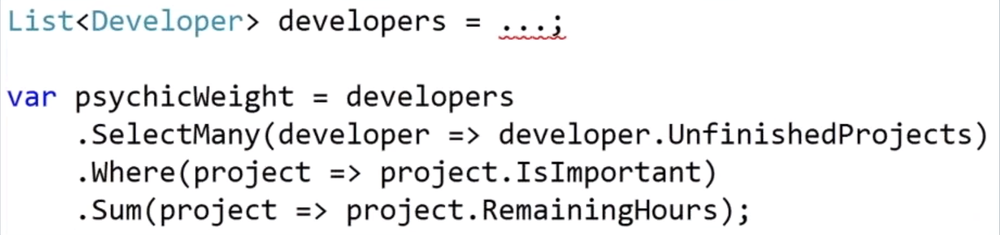 List<Developer> developers = ...;
var psychicWeight = developers
.SelectMany(developer => developer.UnfinishedProjects)
.Where(project => project.IsImportant)
.Sum(project => project.RemainingHours);